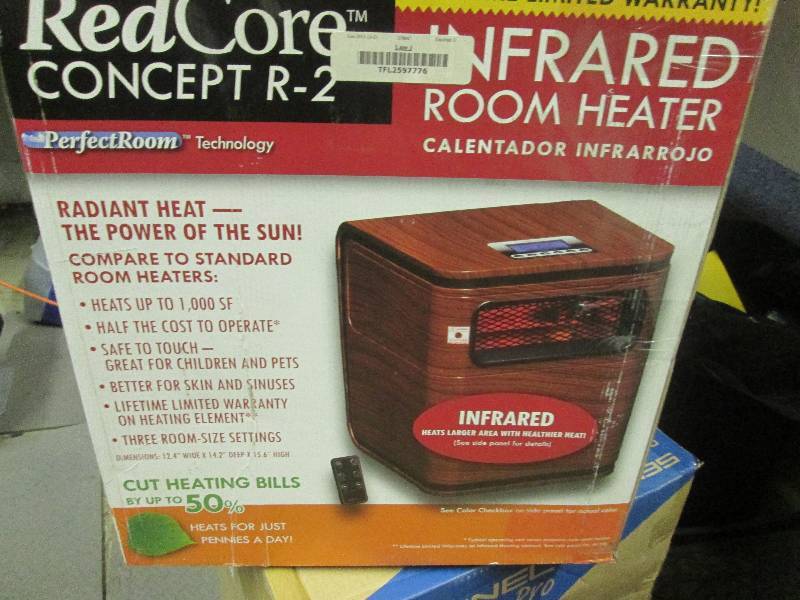 LIMITED WARRANTY!
RedCore™
CONCEPT R-2
TFL2597776
INFRARED
ROOM HEATER
CALENTADOR INFRARROJO
PerfectRoom™ Technology
RADIANT HEAT —
THE POWER OF THE SUN!
COMPARE TO STANDARD
ROOM HEATERS:
• HEATS UP TO 1,000 SF
• HALF THE COST TO OPERATE*
• SAFE TO TOUCH —
GREAT FOR CHILDREN AND PETS
• BETTER FOR SKIN AND SINUSES
• LIFETIME LIMITED WARRANTY
ON HEATING ELEMENT**
• THREE ROOM-SIZE SETTINGS
DIMENSIONS: 12.4" WIDE X 14.2" DEEP X 15.6" HIGH
INFRARED
HEATS LARGER AREA WITH HEALTHIER HEAT!
(See side panel for details)
CUT HEATING BILLS
BY UP TO 50%
HEATS FOR JUST
PENNIES A DAY!
See Color Checkbox on side panel for actual color
Pro